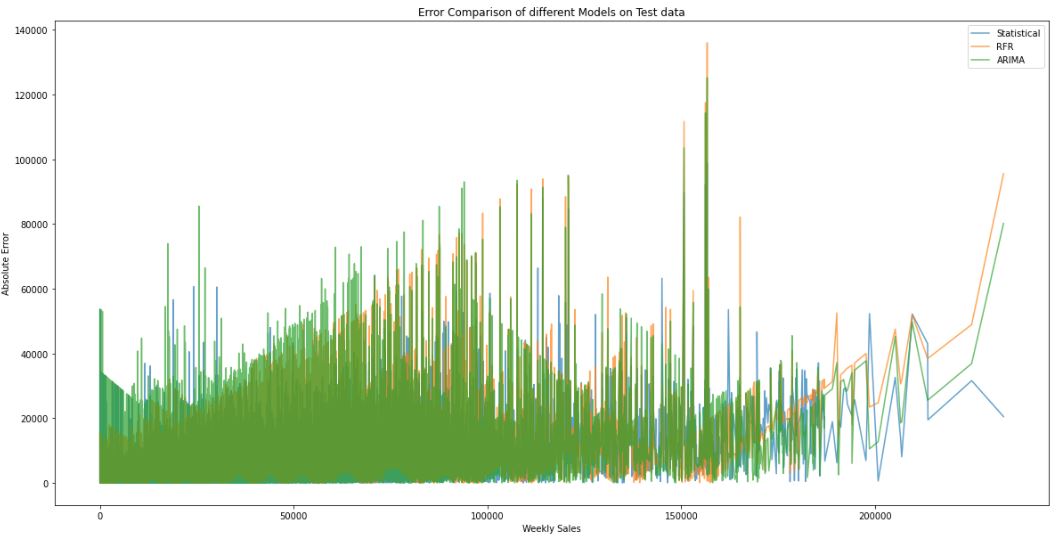 Error Comparison of different Models on Test data
Statistical
RFR
ARIMA
Absolute Error
140000
120000
100000
80000
60000
40000
20000
0
0 50000 100000 150000 200000
Weekly Sales